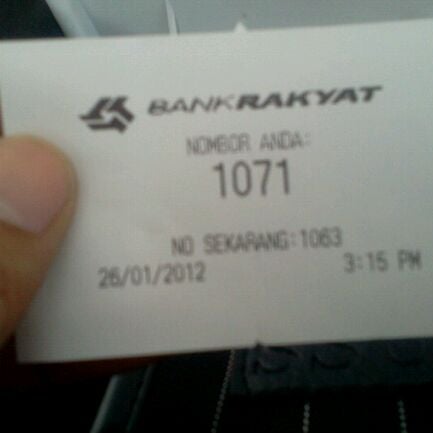 BANKRAKYAT
NOMBOR ANDA:
1071
NO SEKARANG:1063
26/01/2012 3:15 PM